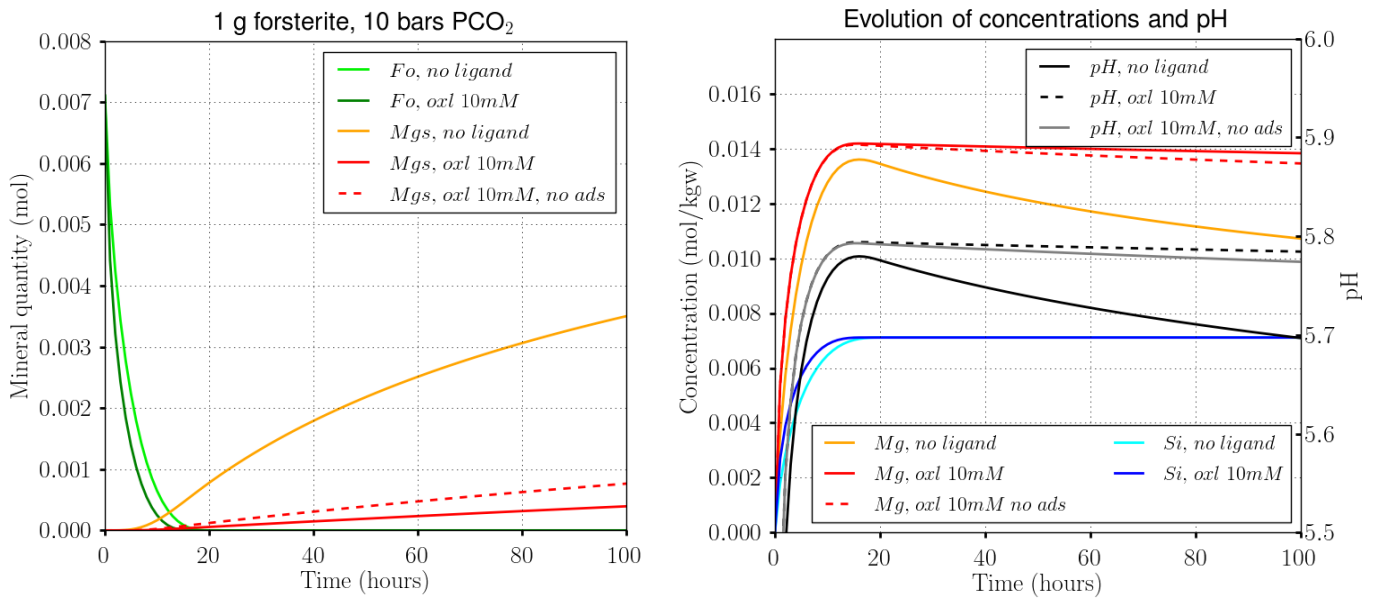 1 g forsterite, 10 bars PCO2
Mineral quantity (mol)
0.008
0.007
0.006
0.005
0.004
0.003
0.002
0.001
0.000
Fo, no ligand
Fo, oxl 10mM
Mgs, no ligand
Mgs, oxl 10mM
Mgs, oxl 10mM, no ads
0 20 40 60 80 100
Time (hours)
Evolution of concentrations and pH
Concentration (mol/kgw)
0.016
0.014
0.012
0.010
0.008
0.006
0.004
0.002
0.000
pH, no ligand
pH, oxl 10mM
pH, oxl 10mM, no ads
Mg, no ligand
Mg, oxl 10mM
Mg, oxl 10mM no ads
Si, no ligand
Si, oxl 10mM
6.0
5.9
5.8
5.7
5.6
5.5
pH
0 20 40 60 80 100
Time (hours)